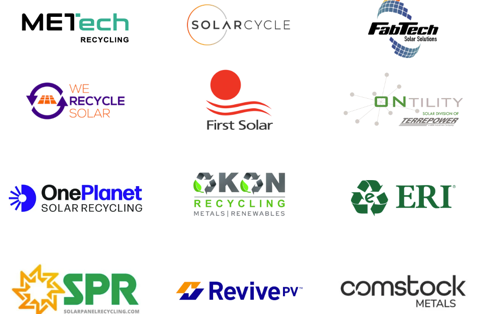 METech
RECYCLING
SOLARCYCLE
FabTech
Solar Solutions
WE
RECYCLE
SOLAR
First Solar
ONTILITY
SOLAR DIVISION OF
TERREPOWER
OnePlanet
SOLAR RECYCLING
OKON
RECYCLING
METALS | RENEWABLES
e ERI®
SPR
SOLARPANELRECYCLING.COM
RevivePV™
comstock
METALS